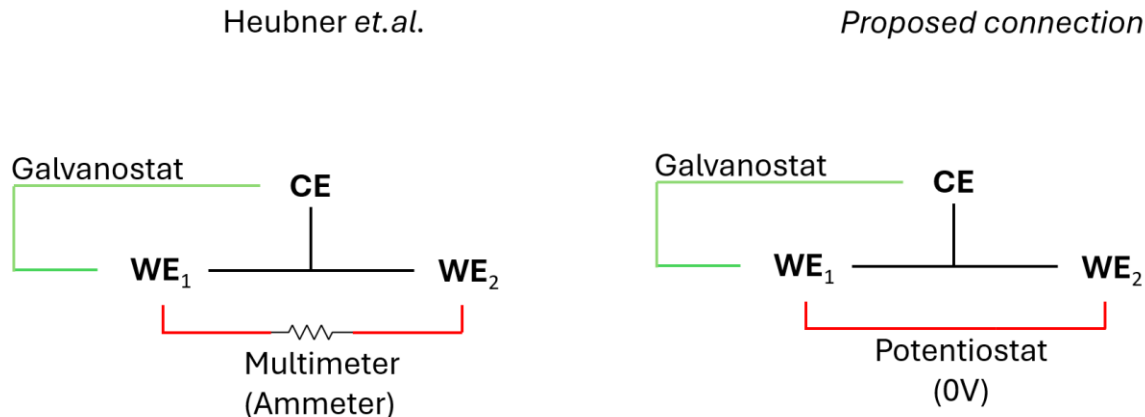 Heubner et.al.
Galvanostat
CE
WE₁
WE₂
Multimeter
(Ammeter)
Proposed connection
Galvanostat
CE
WE₁
WE₂
Potentiostat
(0V)